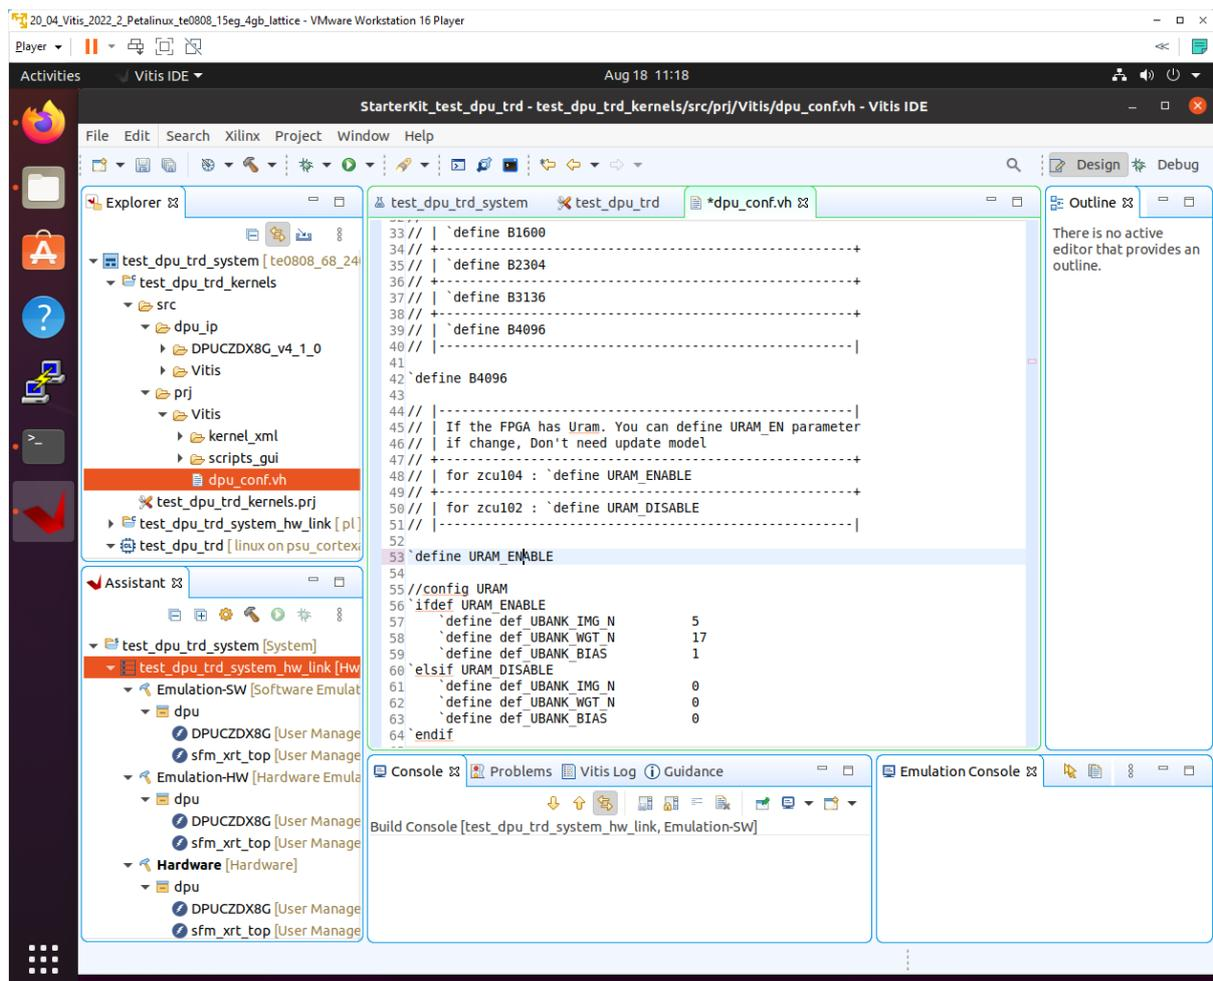 20_04_Vitis_2022_2_Petalinux_te0808_15eg_4gb_lattice - VMware Workstation 16 Player
Player
Activities
Vitis IDE
Aug 18 11:18
StarterKit_test_dpu_trd - test_dpu_trd_kernels/src/prj/Vitis/dpu_conf.vh - Vitis IDE
File Edit Search Xilinx Project Window Help
Design
Debug
Explorer
test_dpu_trd_system [ te0808_68_24
test_dpu_trd_kernels
src
dpu_ip
DPUCZDX8G_v4_1_0
Vitis
prj
Vitis
kernel_xml
scripts_gui
dpu_conf.vh
test_dpu_trd_kernels.prj
test_dpu_trd_system_hw_link [ pl ]
test_dpu_trd [ linux on psu_cortex
Assistant
test_dpu_trd_system [System]
test_dpu_trd_system_hw_link [Hw
Emulation-SW [Software Emulat
dpu
DPUCZDX8G [User Manage
sfm_xrt_top [User Manage
Emulation-HW [Hardware Emula
dpu
DPUCZDX8G [User Manage
sfm_xrt_top [User Manage
Hardware [Hardware]
dpu
DPUCZDX8G [User Manage
sfm_xrt_top [User Manage
test_dpu_trd_system
test_dpu_trd
*dpu_conf.vh
33 // | `define B1600
34 // +------------------------------------------------------+
35 // | `define B2304
36 // +------------------------------------------------------+
37 // | `define B3136
38 // +------------------------------------------------------+
39 // | `define B4096
40 // |------------------------------------------------------|
41
42 `define B4096
43
44 // |------------------------------------------------------|
45 // | If the FPGA has Uram. You can define URAM_EN parameter
46 // | if change, Don't need update model
47 // +------------------------------------------------------+
48 // | for zcu104 : `define URAM_ENABLE
49 // +------------------------------------------------------+
50 // | for zcu102 : `define URAM_DISABLE
51 // |------------------------------------------------------|
52
53 `define URAM_ENABLE
54
55 //config URAM
56 `ifdef URAM_ENABLE
57 `define def_UBANK_IMG_N 5
58 `define def_UBANK_WGT_N 17
59 `define def_UBANK_BIAS 1
60 `elsif URAM_DISABLE
61 `define def_UBANK_IMG_N 0
62 `define def_UBANK_WGT_N 0
63 `define def_UBANK_BIAS 0
64 `endif
Outline
There is no active
editor that provides an
outline.
Console
Problems
Vitis Log
Guidance
Build Console [test_dpu_trd_system_hw_link, Emulation-SW]
Emulation Console